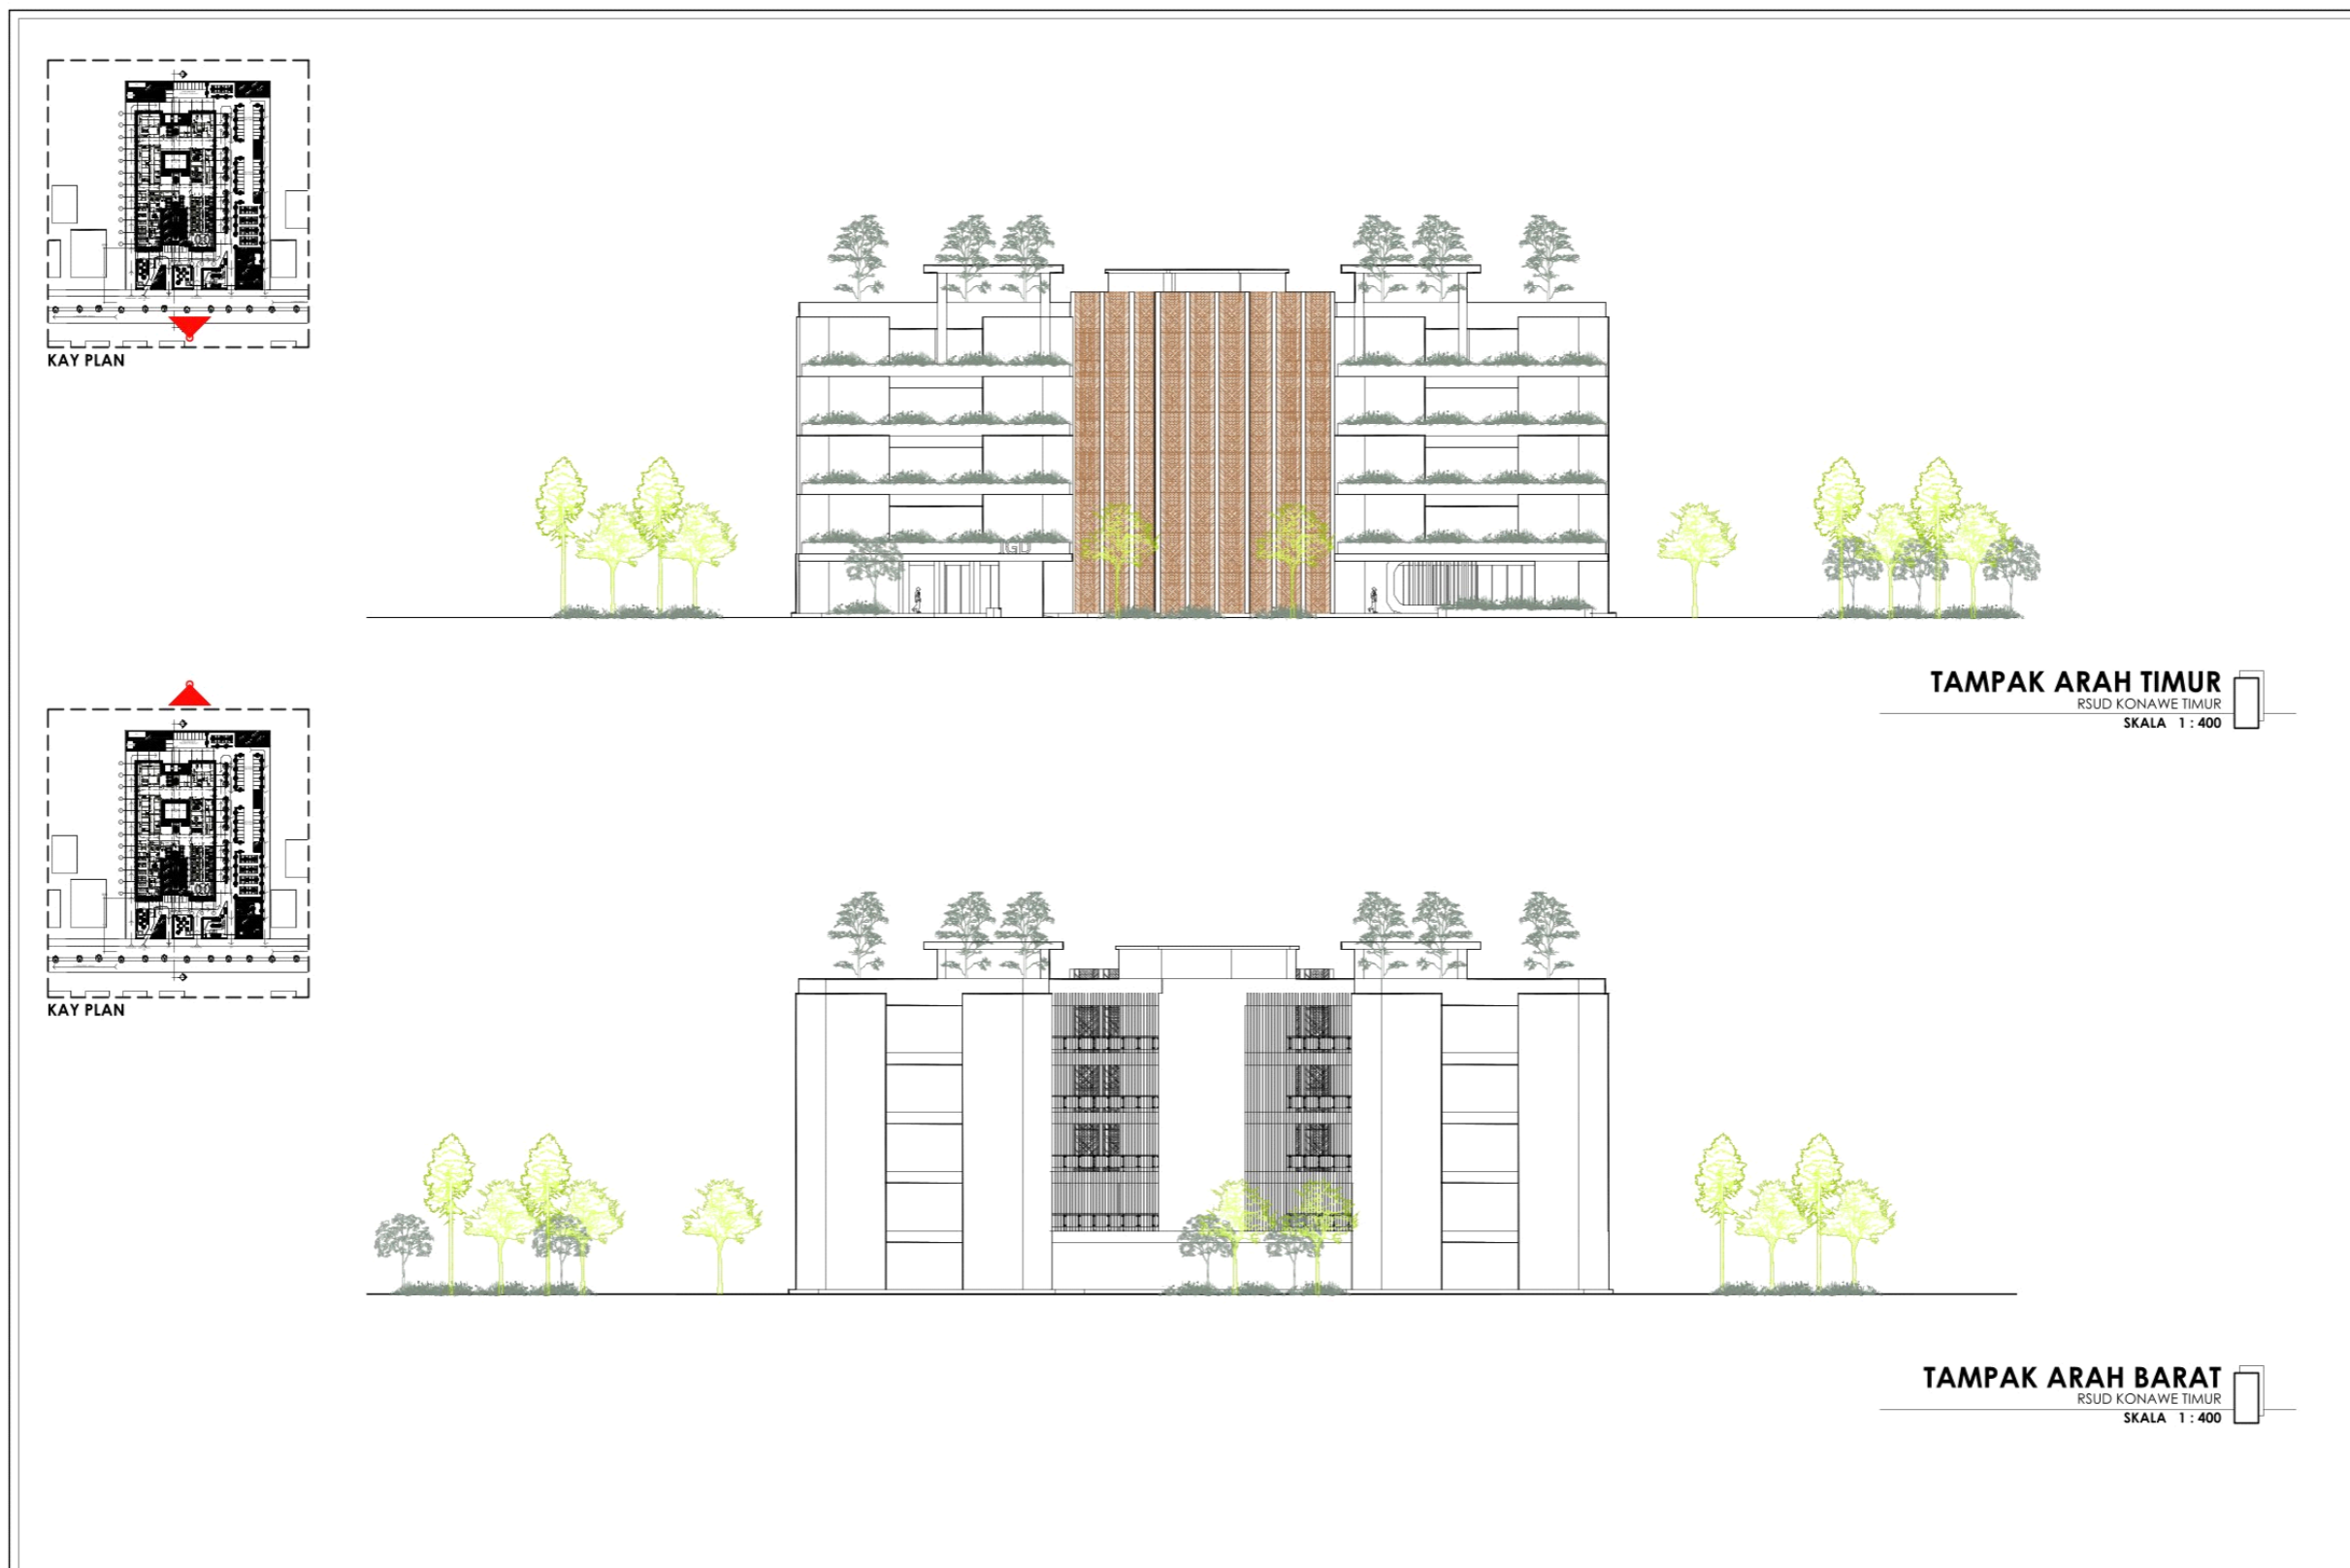 KAY PLAN
IGD
TAMPAK ARAH TIMUR
RSUD KONAWE TIMUR
SKALA 1 : 400
KAY PLAN
TAMPAK ARAH BARAT
RSUD KONAWE TIMUR
SKALA 1 : 400